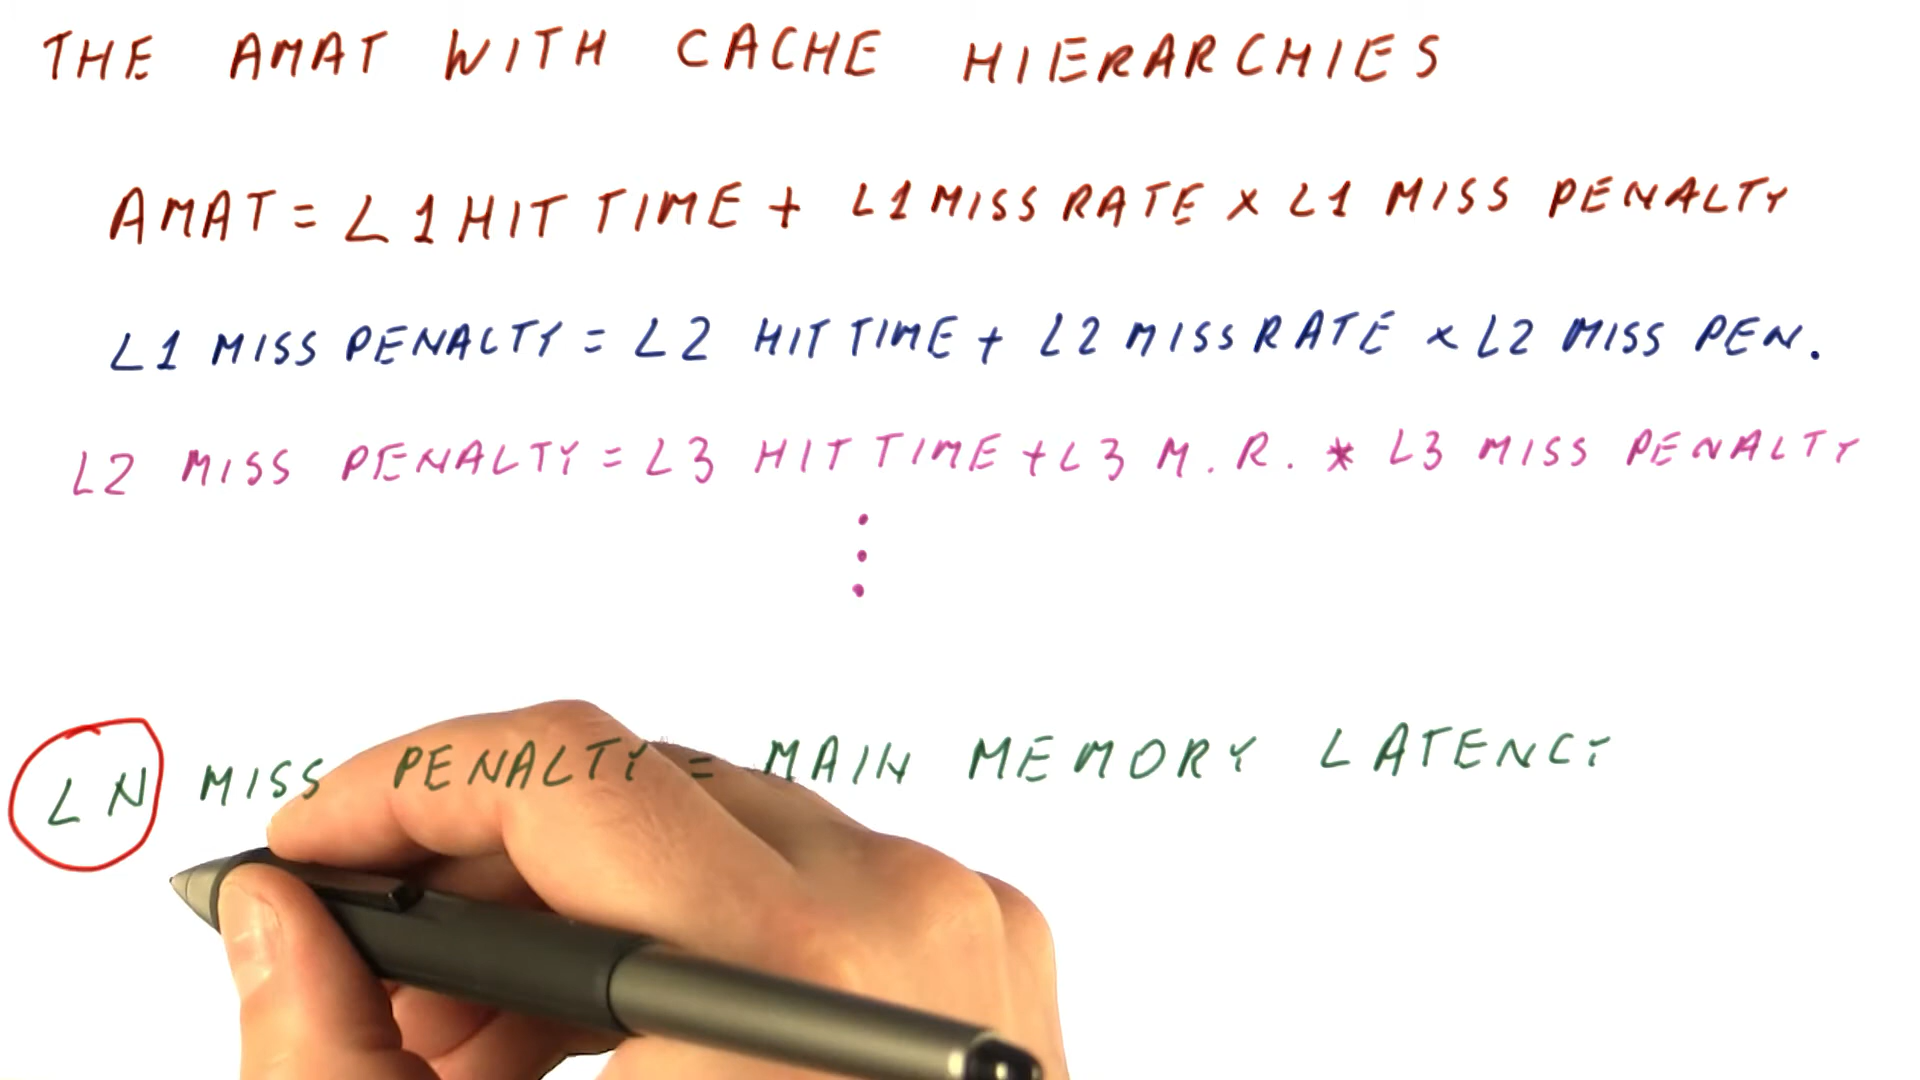 THE AMAT WITH CACHE HIERARCHIES
AMAT = L1 HIT TIME + L1 MISS RATE × L1 MISS PENALTY
L1 MISS PENALTY = L2 HIT TIME + L2 MISS RATE × L2 MISS PEN.
L2 MISS PENALTY = L3 HIT TIME + L3 M.R. * L3 MISS PENALTY
⋮
LN MISS PENALTY = MAIN MEMORY LATENCY